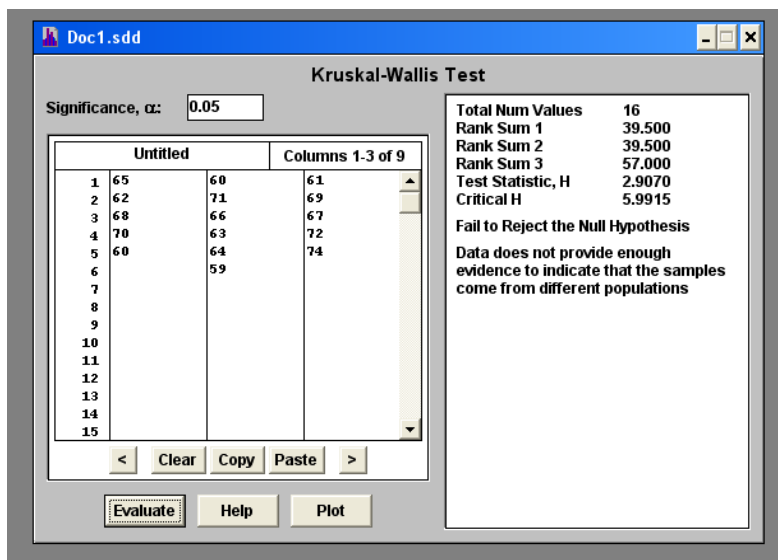 Doc1.sdd
Kruskal-Wallis Test
Significance, α: 0.05
Untitled Columns 1-3 of 9
1 65 60 61
2 62 71 69
3 68 66 67
4 70 63 72
5 60 64 74
6 59
7
8
9
10
11
12
13
14
15
< Clear Copy Paste >
Evaluate Help Plot
Total Num Values 16
Rank Sum 1 39.500
Rank Sum 2 39.500
Rank Sum 3 57.000
Test Statistic, H 2.9070
Critical H 5.9915
Fail to Reject the Null Hypothesis
Data does not provide enough
evidence to indicate that the samples
come from different populations